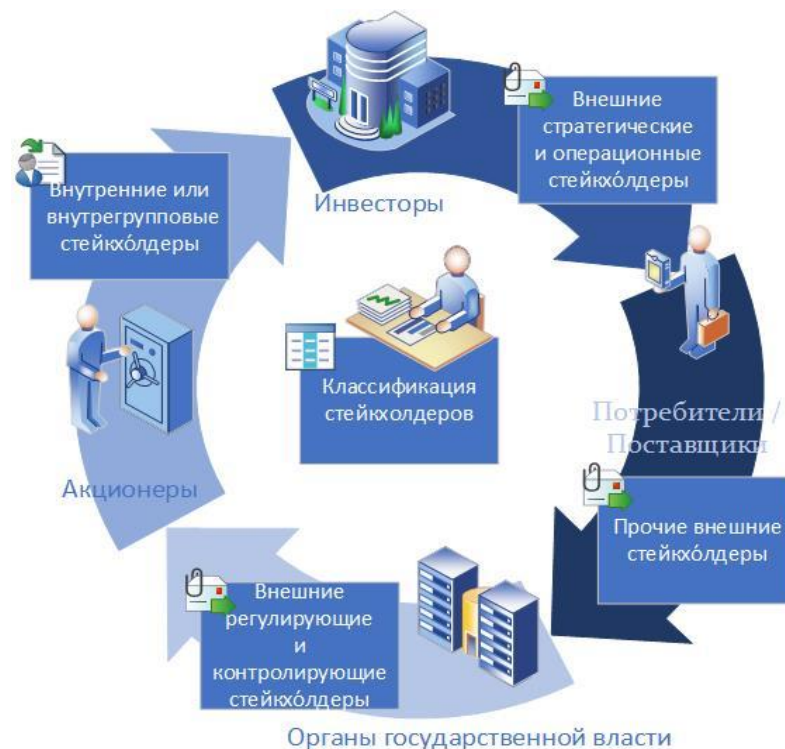 Внешние
стратегические
и операционные
стейкхо́лдеры
Внутренние или
внутригрупповые
стейкхо́лдеры
Инвесторы
Классификация
стейкхолдеров
Потребители /
Поставщики
Акционеры
Прочие внешние
стейкхо́лдеры
Внешние
регулирующие
и
контролирующие
стейкхо́лдеры
Органы государственной власти